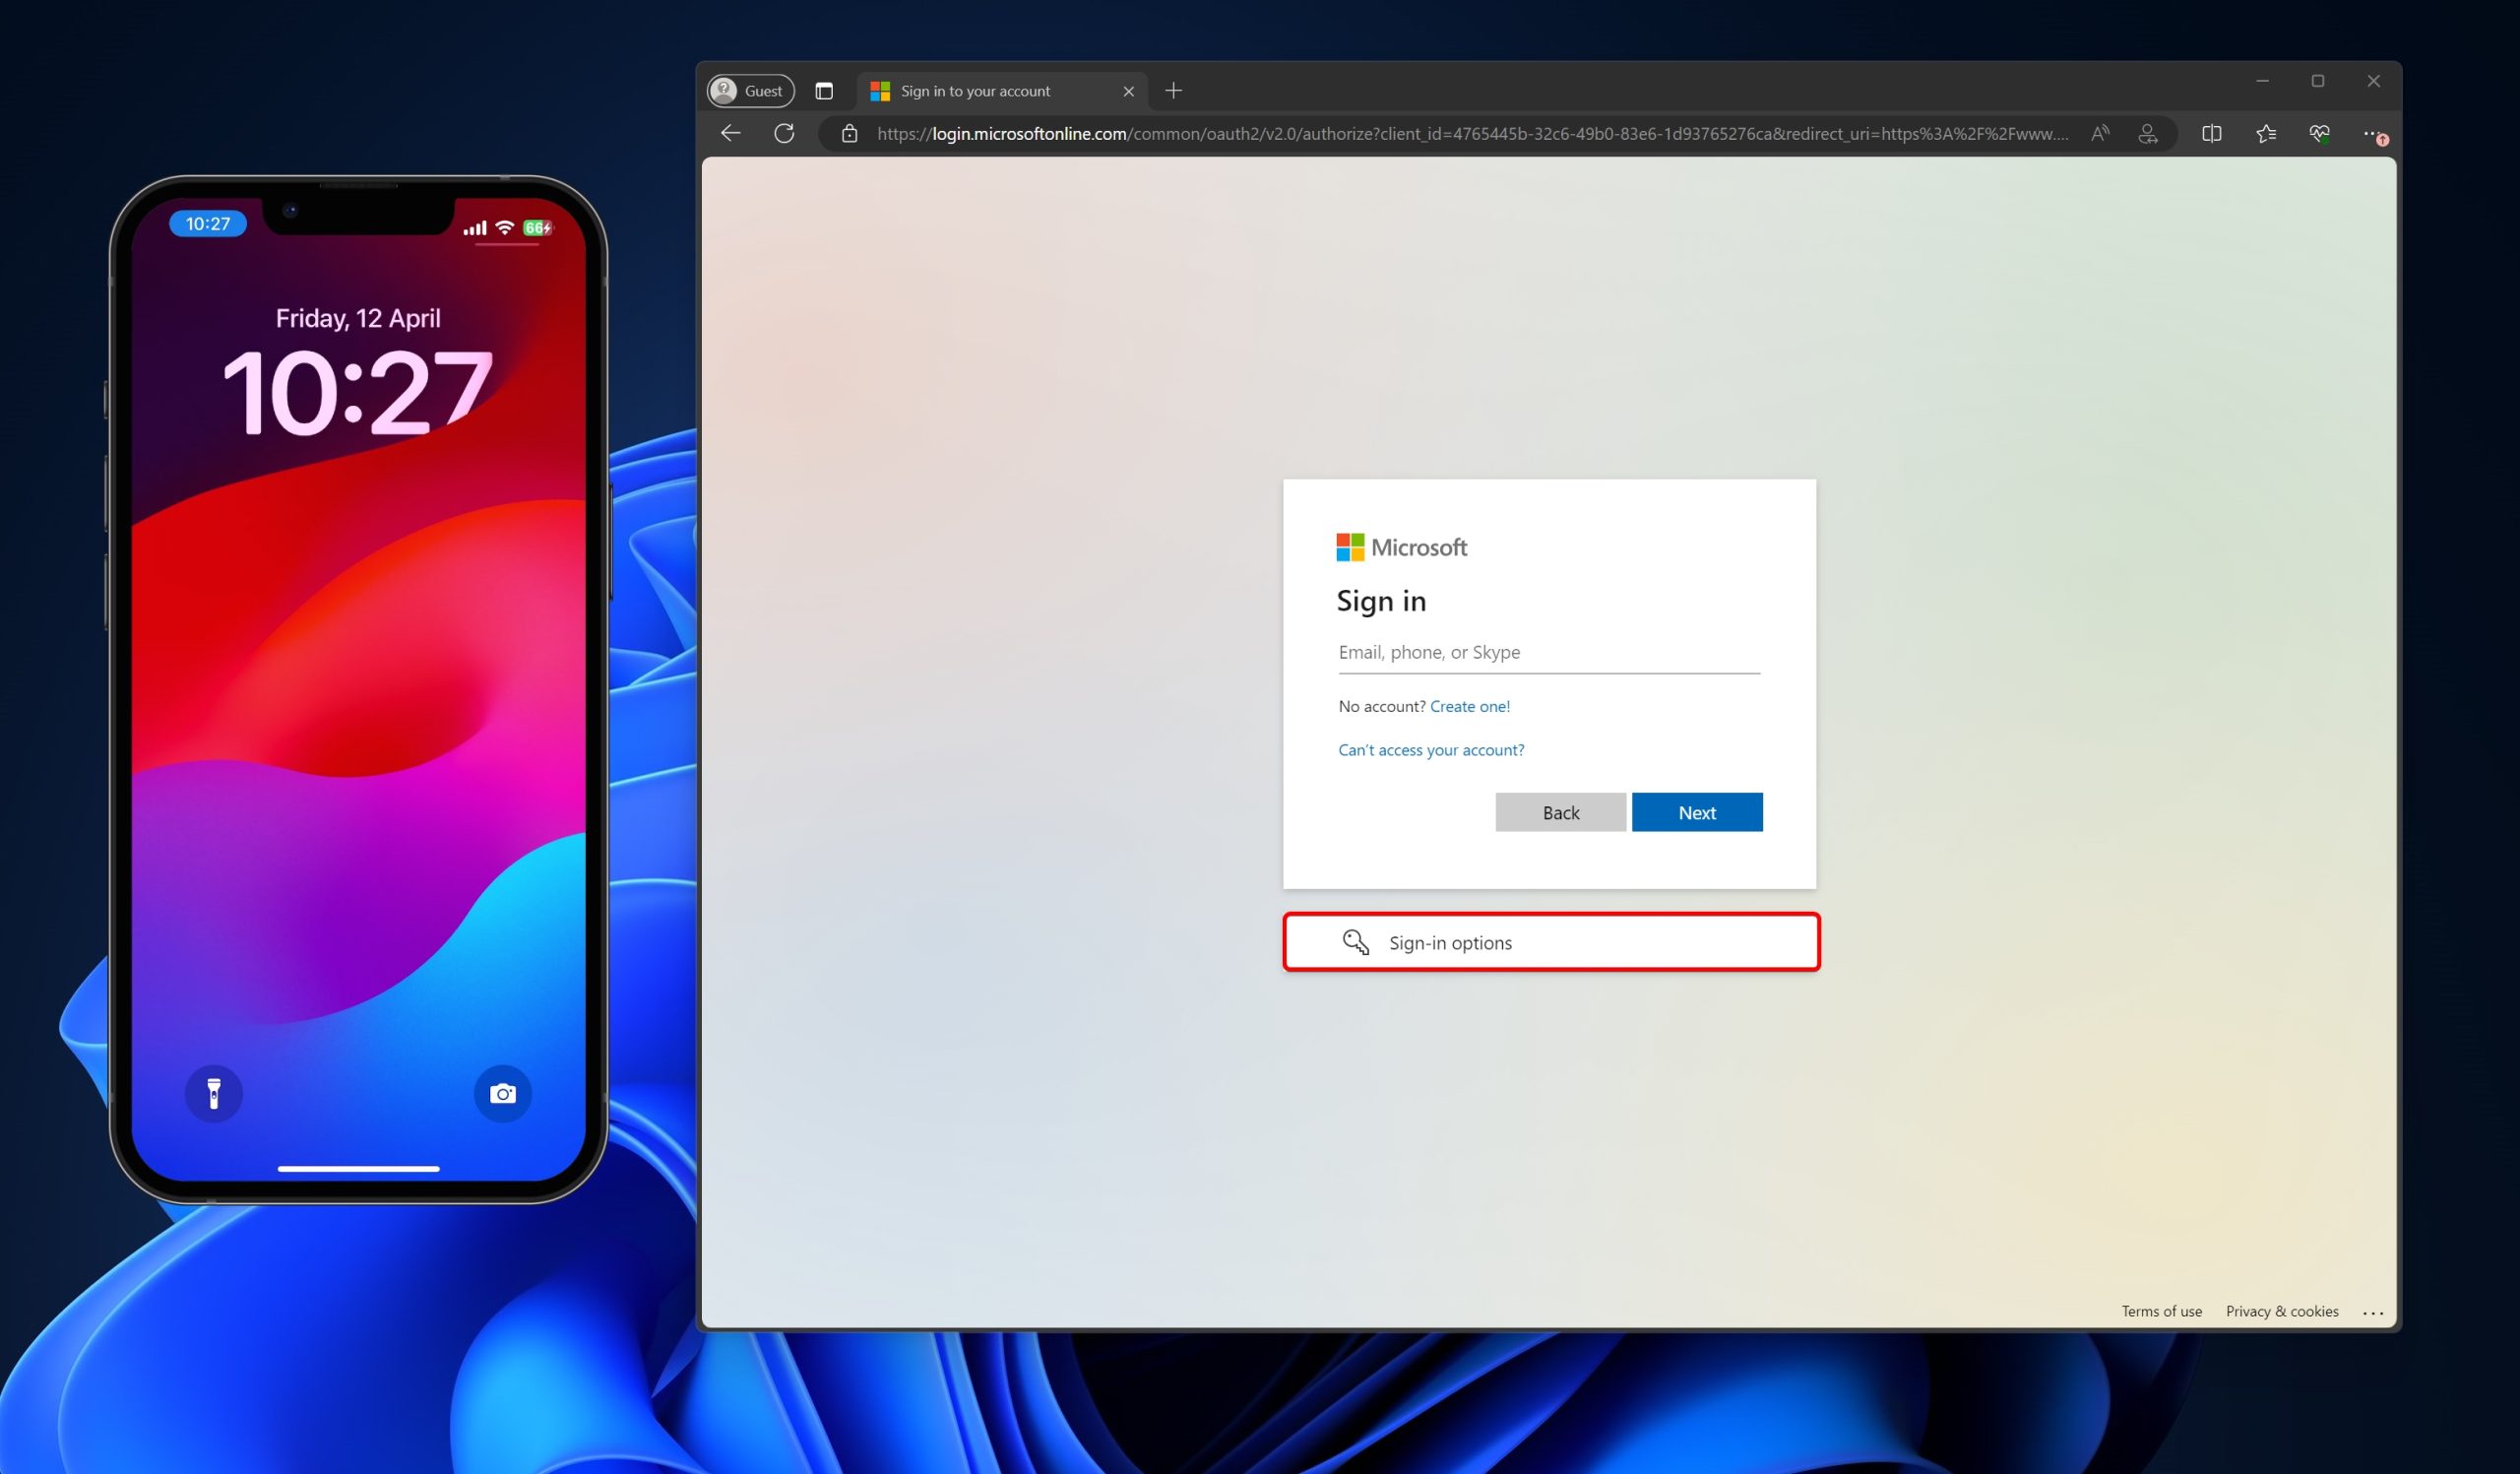 10:27
66
Friday, 12 April
10:27
Guest
Sign in to your account
https://login.microsoftonline.com/common/oauth2/v2.0/authorize?client_id=4765445b-32c6-49b0-83e6-1d93765276ca&redirect_uri=https%3A%2F%2Fwww....
Microsoft
Sign in
Email, phone, or Skype
No account? Create one!
Can't access your account?
Back
Next
Sign-in options
Terms of use
Privacy & cookies
...